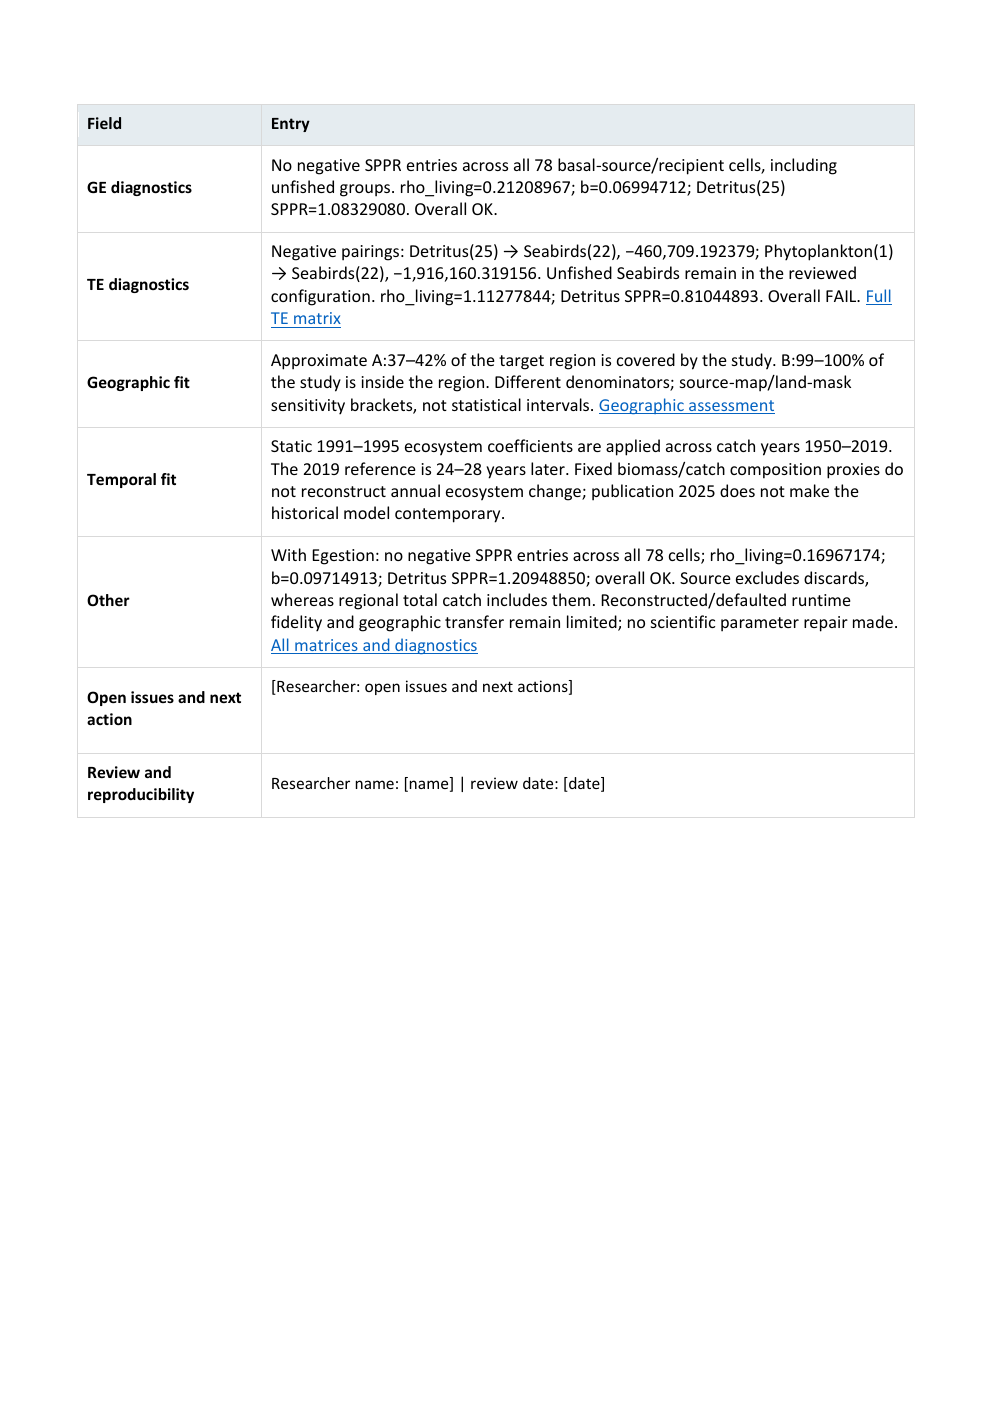 Field
Entry
GE diagnostics
No negative SPPR entries across all 78 basal-source/recipient cells, including
unfished groups. rho_living=0.21208967; b=0.06994712; Detritus(25)
SPPR=1.08329080. Overall OK.
TE diagnostics
Negative pairings: Detritus(25) → Seabirds(22), −460,709.192379; Phytoplankton(1)
→ Seabirds(22), −1,916,160.319156. Unfished Seabirds remain in the reviewed
configuration. rho_living=1.11277844; Detritus SPPR=0.81044893. Overall FAIL. Full
TE matrix
Geographic fit
Approximate A:37–42% of the target region is covered by the study. B:99–100% of
the study is inside the region. Different denominators; source-map/land-mask
sensitivity brackets, not statistical intervals. Geographic assessment
Temporal fit
Static 1991–1995 ecosystem coefficients are applied across catch years 1950–2019.
The 2019 reference is 24–28 years later. Fixed biomass/catch composition proxies do
not reconstruct annual ecosystem change; publication 2025 does not make the
historical model contemporary.
Other
With Egestion: no negative SPPR entries across all 78 cells; rho_living=0.16967174;
b=0.09714913; Detritus SPPR=1.20948850; overall OK. Source excludes discards,
whereas regional total catch includes them. Reconstructed/defaulted runtime
fidelity and geographic transfer remain limited; no scientific parameter repair made.
All matrices and diagnostics
Open issues and next
action
[Researcher: open issues and next actions]
Review and
reproducibility
Researcher name: [name] | review date: [date]